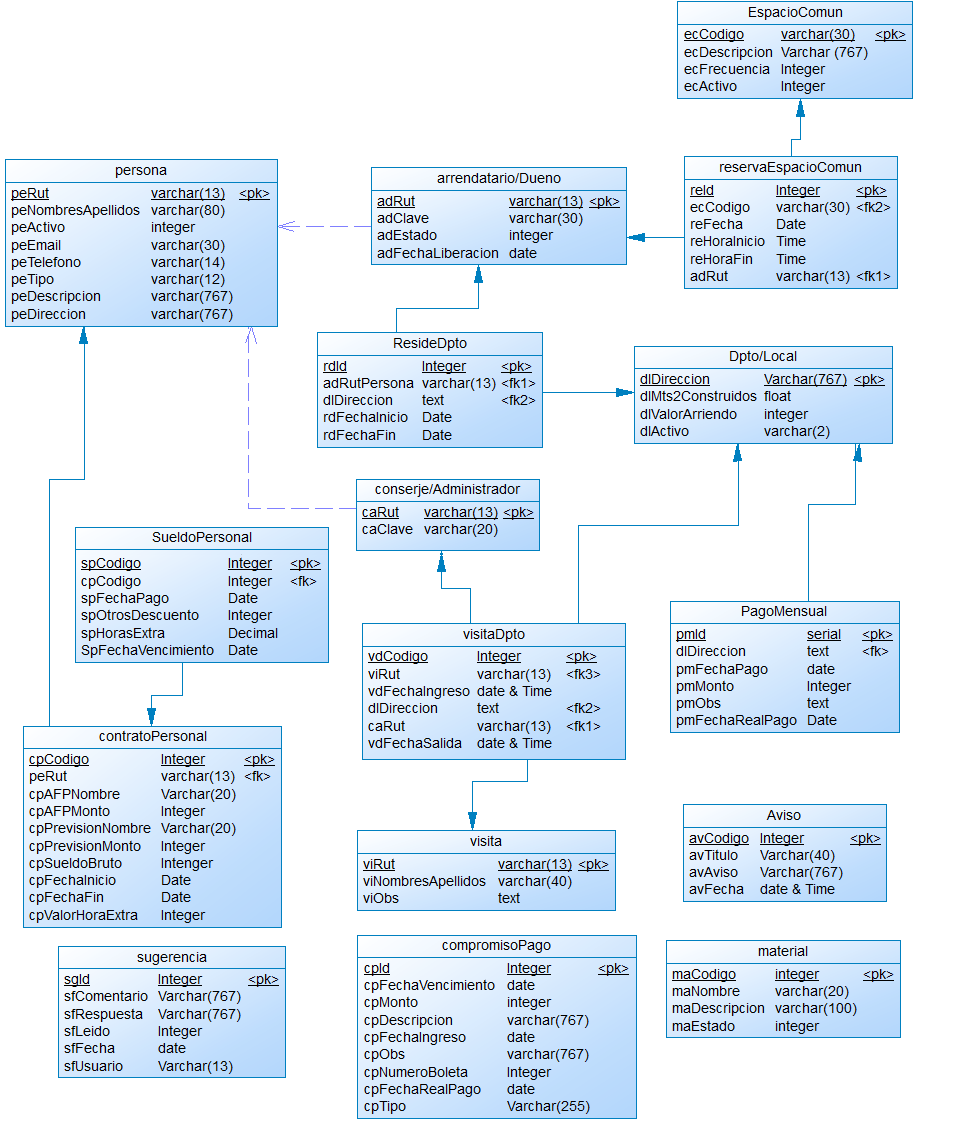 EspacioComun
ecCodigo varchar(30) <pk>
ecDescripcion Varchar (767)
ecFrecuencia Integer
ecActivo Integer
persona
peRut varchar(13) <pk>
peNombresApellidos varchar(80)
peActivo integer
peEmail varchar(30)
peTelefono varchar(14)
peTipo varchar(12)
peDescripcion varchar(767)
peDireccion varchar(767)
arrendatario/Dueno
adRut varchar(13) <pk>
adClave varchar(30)
adEstado integer
adFechaLiberacion date
reservaEspacioComun
reId Integer <pk>
ecCodigo varchar(30) <fk2>
reFecha Date
reHoraInicio Time
reHoraFin Time
adRut varchar(13) <fk1>
ResideDpto
rdId Integer <pk>
adRutPersona varchar(13) <fk1>
dlDireccion text <fk2>
rdFechaInicio Date
rdFechaFin Date
Dpto/Local
dlDireccion Varchar(767) <pk>
dlMts2Construidos float
dlValorArriendo integer
dlActivo varchar(2)
conserje/Administrador
caRut varchar(13) <pk>
caClave varchar(20)
SueldoPersonal
spCodigo Integer <pk>
cpCodigo Integer <fk>
spFechaPago Date
spOtrosDescuento Integer
spHorasExtra Decimal
SpFechaVencimiento Date
visitaDpto
vdCodigo Integer <pk>
viRut varchar(13) <fk3>
vdFechaIngreso date & Time
dlDireccion text <fk2>
caRut varchar(13) <fk1>
vdFechaSalida date & Time
PagoMensual
pmId serial <pk>
dlDireccion text <fk>
pmFechaPago date
pmMonto Integer
pmObs text
pmFechaRealPago Date
contratoPersonal
cpCodigo Integer <pk>
peRut varchar(13) <fk>
cpAFPNombre Varchar(20)
cpAFPMonto Integer
cpPrevisionNombre Varchar(20)
cpPrevisionMonto Integer
cpSueldoBruto Intenger
cpFechaInicio Date
cpFechaFin Date
cpValorHoraExtra Integer
visita
viRut varchar(13) <pk>
viNombresApellidos varchar(40)
viObs text
Aviso
avCodigo Integer <pk>
avTitulo Varchar(40)
avAviso Varchar(767)
avFecha date & Time
sugerencia
sgId Integer <pk>
sfComentario Varchar(767)
sfRespuesta Varchar(767)
sfLeido Integer
sfFecha date
sfUsuario Varchar(13)
compromisoPago
cpId Integer <pk>
cpFechaVencimiento date
cpMonto integer
cpDescripcion varchar(767)
cpFechaIngreso date
cpObs varchar(767)
cpNumeroBoleta Integer
cpFechaRealPago date
cpTipo Varchar(255)
material
maCodigo integer <pk>
maNombre varchar(20)
maDescripcion varchar(100)
maEstado integer